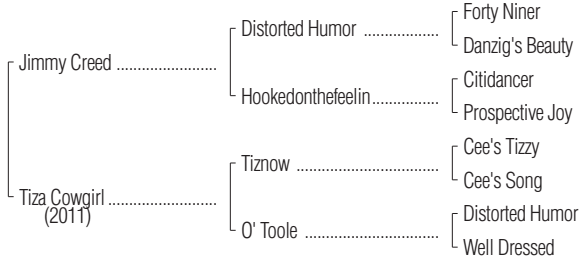 Forty Niner
Distorted Humor ..................
Danzig's Beauty
Jimmy Creed ........................
Citidancer
Hookedonthefeelin................
Prospective Joy
Cee's Tizzy
Tiznow ..................................
Cee's Song
Tiza Cowgirl ..........................
(2011)
Distorted Humor
O' Toole ................................
Well Dressed